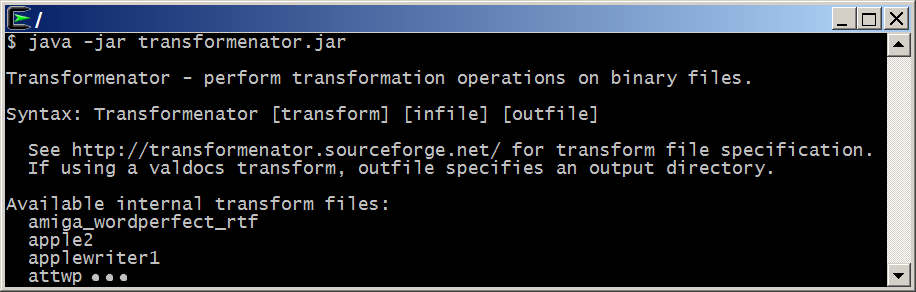 /
$ java -jar transformenator.jar
Transformenator - perform transformation operations on binary files.
Syntax: Transformenator [transform] [infile] [outfile]
See http://transformenator.sourceforge.net/ for transform file specification.
If using a valdocs transform, outfile specifies an output directory.
Available internal transform files:
amiga_wordperfect_rtf
apple2
applewriter1
attwp •••